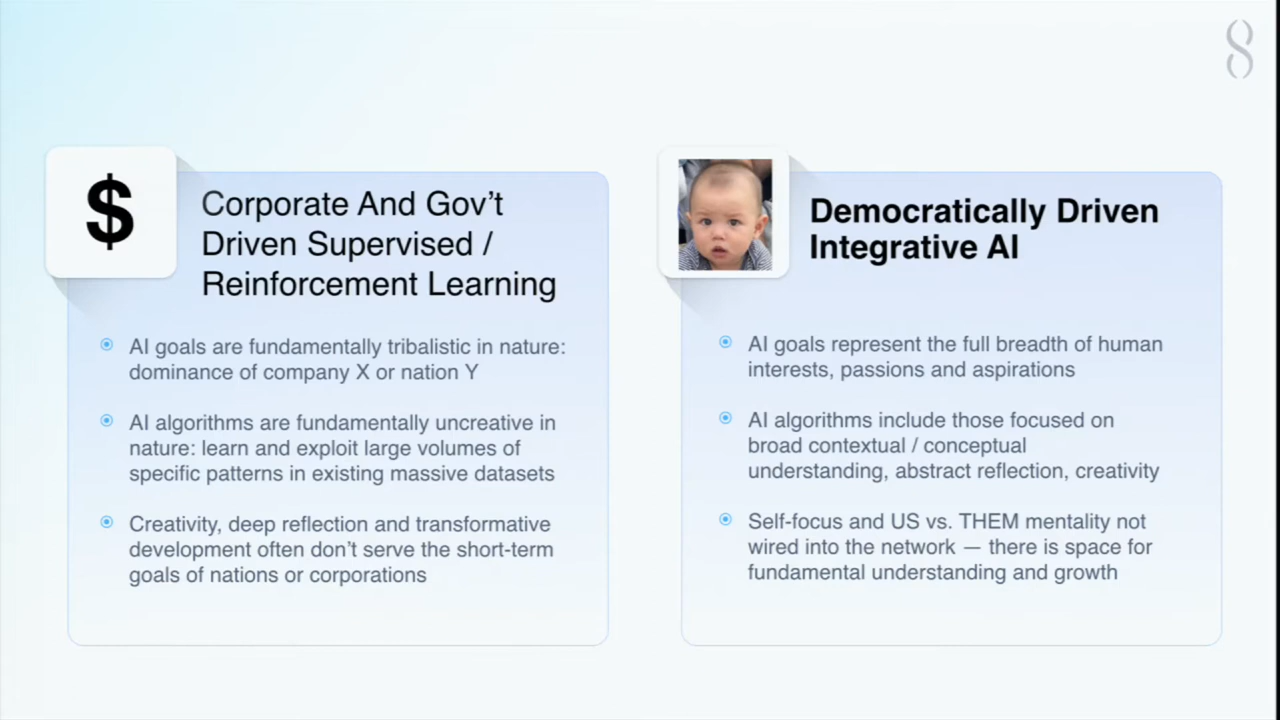 $
Corporate And Gov’t
Driven Supervised /
Reinforcement Learning
AI goals are fundamentally tribalistic in nature:
dominance of company X or nation Y
AI algorithms are fundamentally uncreative in
nature: learn and exploit large volumes of
specific patterns in existing massive datasets
Creativity, deep reflection and transformative
development often don’t serve the short-term
goals of nations or corporations
Democratically Driven
Integrative AI
AI goals represent the full breadth of human
interests, passions and aspirations
AI algorithms include those focused on
broad contextual / conceptual
understanding, abstract reflection, creativity
Self-focus and US vs. THEM mentality not
wired into the network — there is space for
fundamental understanding and growth